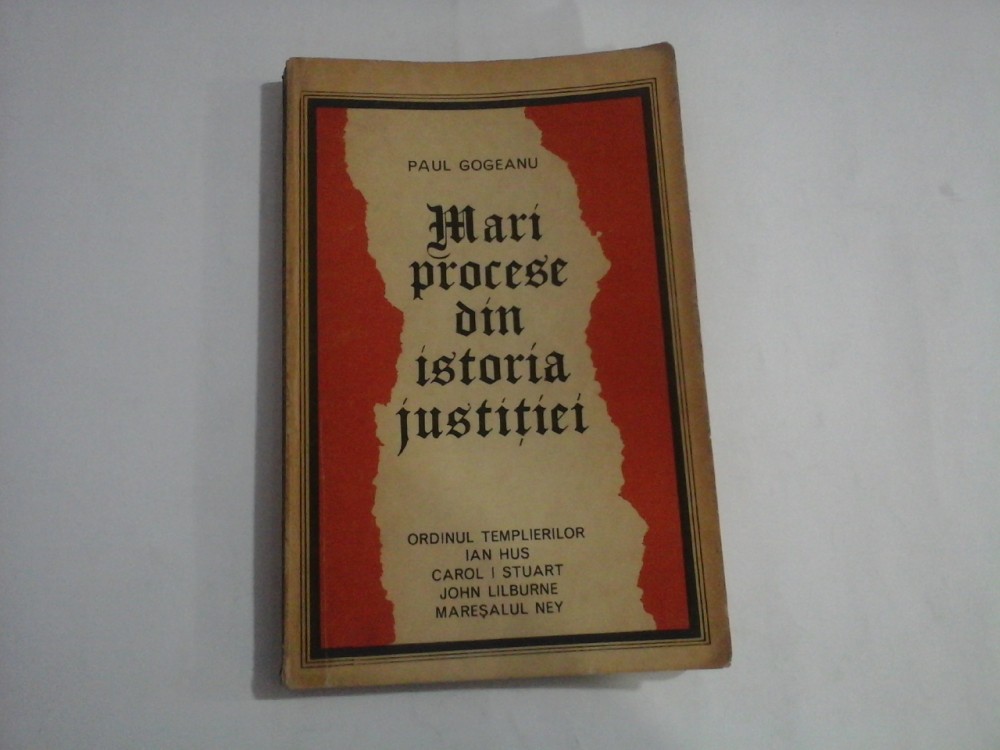 PAUL GOGEANU
Mari
procese
din
istoria
justiției
ORDINUL TEMPLIERILOR
IAN HUS
CAROL I STUART
JOHN LILBURNE
MAREȘALUL NEY